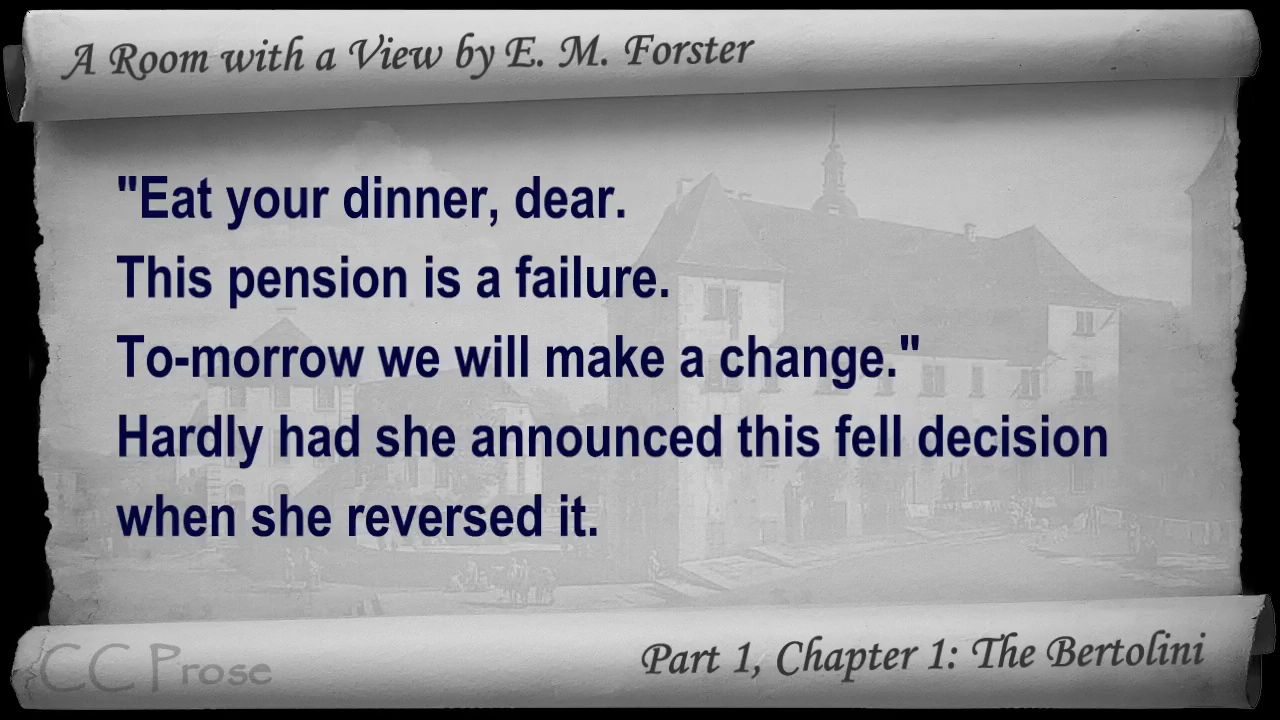 A Room with a View by E. M. Forster
"Eat your dinner, dear.
This pension is a failure.
To-morrow we will make a change."
Hardly had she announced this fell decision
when she reversed it.
CC Prose
Part 1, Chapter 1: The Bertolini